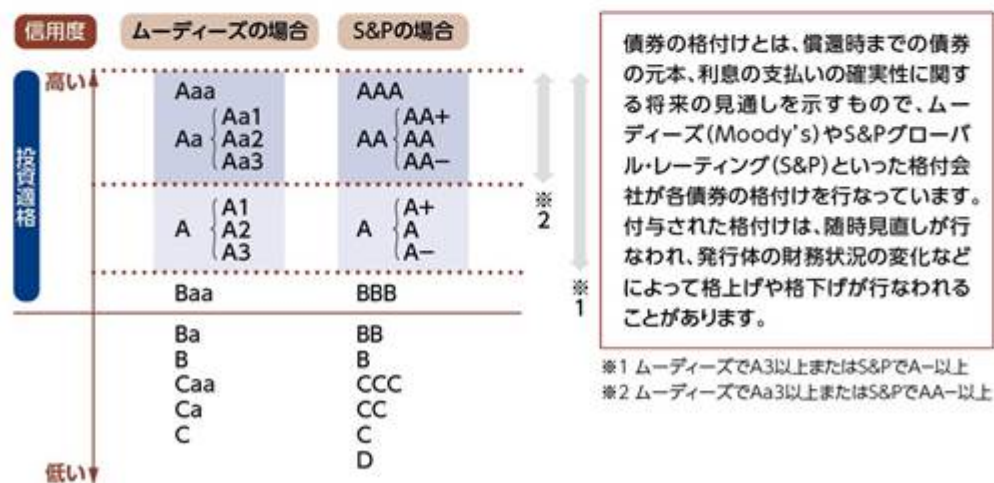 信用度 ムーディーズの場合 S&Pの場合
高い
投資適格
Aaa AAA
Aa Aa1 AA AA+
Aa2 AA
Aa3 AA−
A A1 A A+
A2 A
A3 A−
Baa BBB
Ba BB
B B
Caa CCC
Ca CC
C C
D
低い
※2
※1
債券の格付けとは、償還時までの債券
の元本、利息の支払いの確実性に関す
る将来の見通しを示すもので、ムー
ディーズ(Moody's)やS&Pグローバ
ル・レーティング(S&P)といった格付会
社が各債券の格付けを行なっています。
付与された格付けは、随時見直しが行
なわれ、発行体の財務状況の変化など
によって格上げや格下げが行なわれる
ことがあります。
※1 ムーディーズでA3以上またはS&PでA−以上
※2 ムーディーズでAa3以上またはS&PでAA−以上